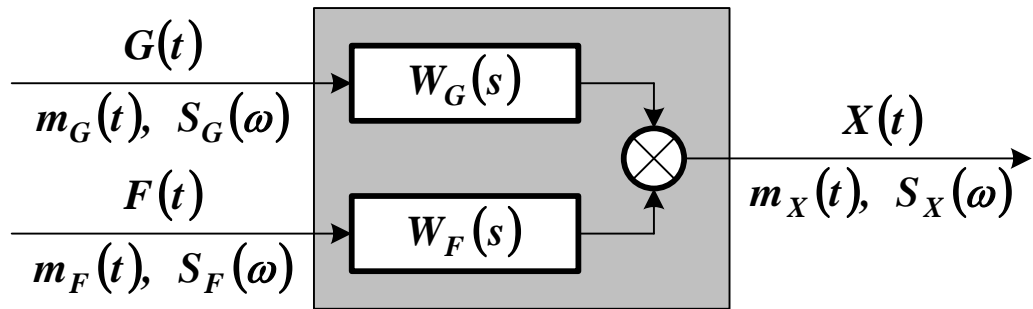 G(t)
m_G(t), S_G(ω)
W_G(s)
X(t)
m_X(t), S_X(ω)
F(t)
m_F(t), S_F(ω)
W_F(s)